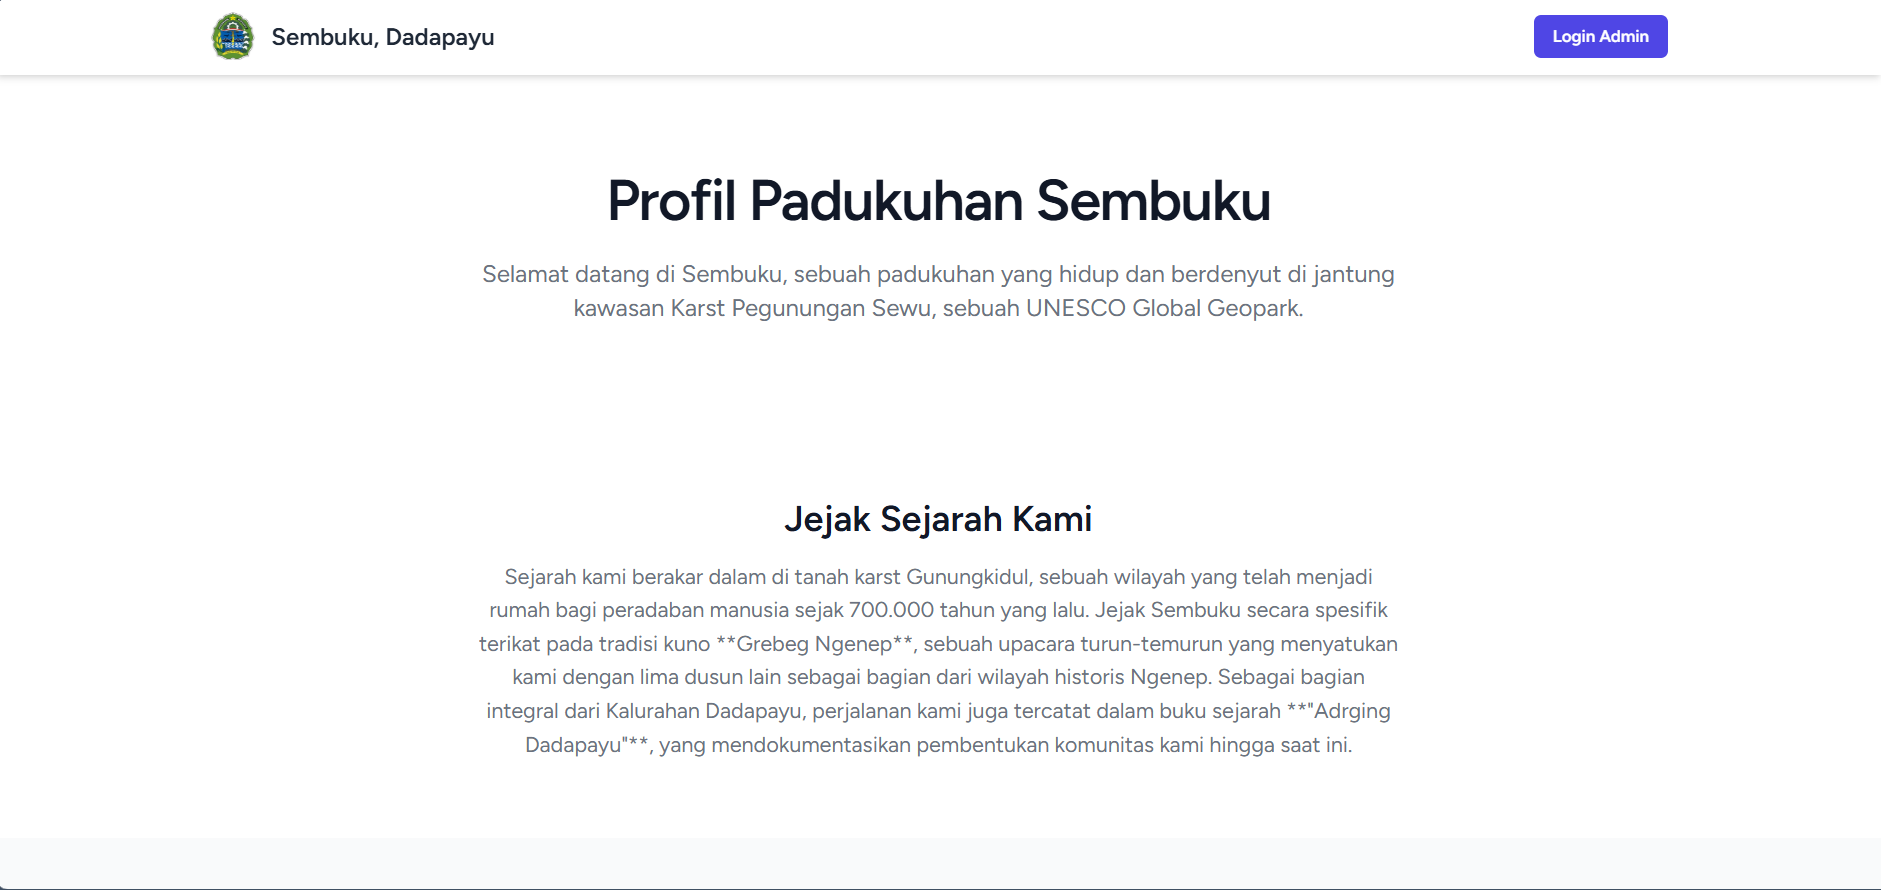 Sembuku, Dadapayu
Login Admin
Profil Padukuhan Sembuku
Selamat datang di Sembuku, sebuah padukuhan yang hidup dan berdenyut di jantung
kawasan Karst Pegunungan Sewu, sebuah UNESCO Global Geopark.
Jejak Sejarah Kami
Sejarah kami berakar dalam di tanah karst Gunungkidul, sebuah wilayah yang telah menjadi
rumah bagi peradaban manusia sejak 700.000 tahun yang lalu. Jejak Sembuku secara spesifik
terikat pada tradisi kuno **Grebeg Ngenep**, sebuah upacara turun-temurun yang menyatukan
kami dengan lima dusun lain sebagai bagian dari wilayah historis Ngenep. Sebagai bagian
integral dari Kalurahan Dadapayu, perjalanan kami juga tercatat dalam buku sejarah **"Adrging
Dadapayu"**, yang mendokumentasikan pembentukan komunitas kami hingga saat ini.